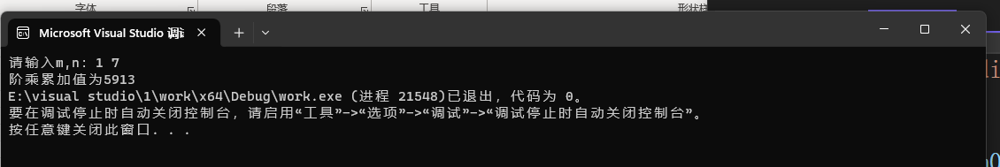 字体 段落 工具 形状样
Microsoft Visual Studio 调试
请输入m,n: 1 7
阶乘累加值为5913
E:\visual studio\1\work\x64\Debug\work.exe (进程 21548)已退出，代码为 0。
要在调试停止时自动关闭控制台，请启用“工具”->“选项”->“调试”->“调试停止时自动关闭控制台”。
按任意键关闭此窗口. . .